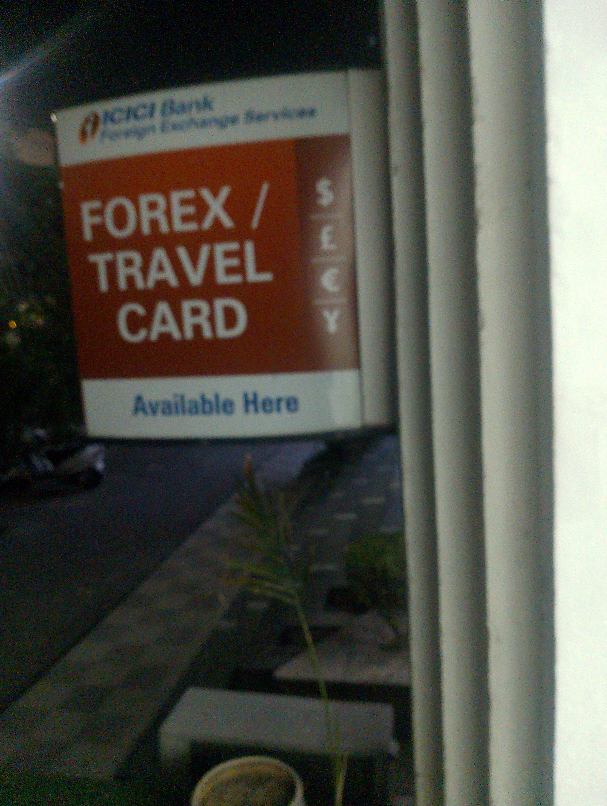 ICICI Bank
Foreign Exchange Services
FOREX /
TRAVEL
CARD
$
£
€
¥
Available Here